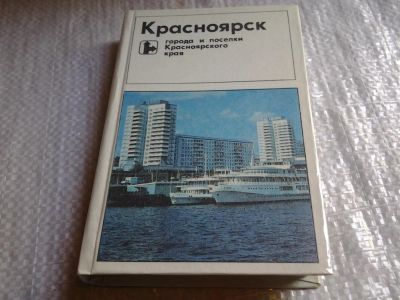 Красноярск
города и поселки
Красноярского
края